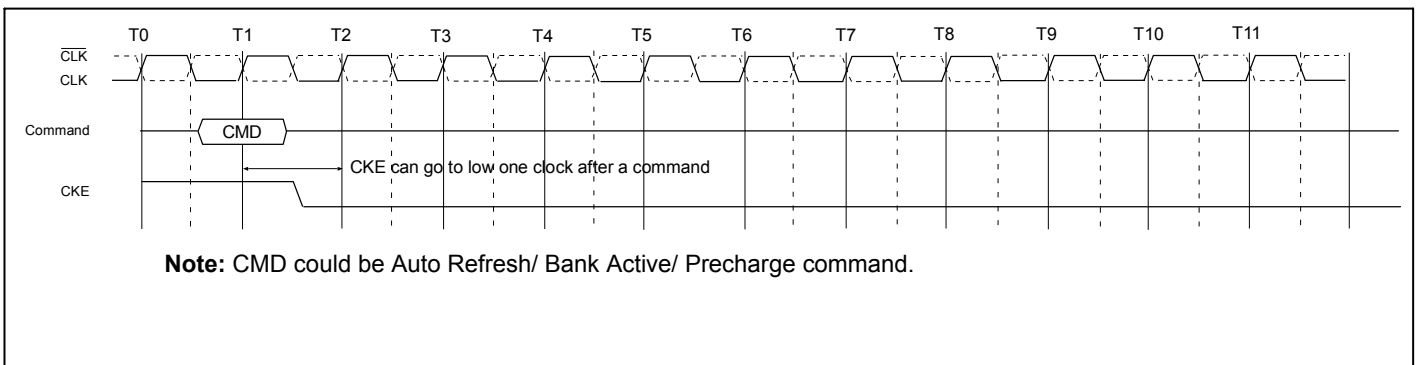 T0 T1 T2 T3 T4 T5 T6 T7 T8 T9 T10 T11
CLK
CLK
Command CMD
CKE can go to low one clock after a command
CKE
Note: CMD could be Auto Refresh/ Bank Active/ Precharge command.